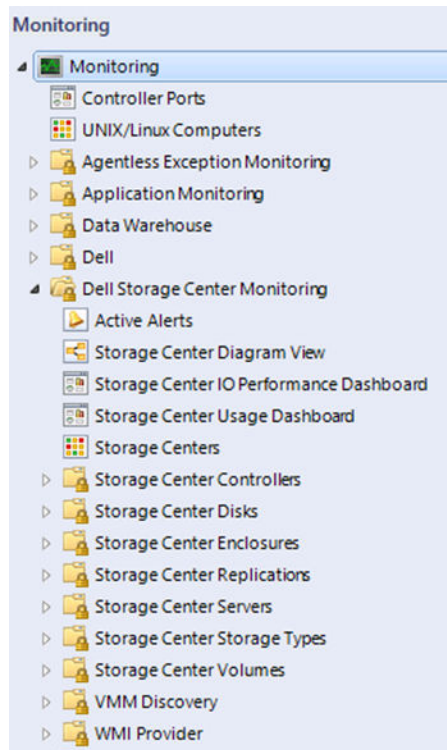 Monitoring
Monitoring
Controller Ports
UNIX/Linux Computers
Agentless Exception Monitoring
Application Monitoring
Data Warehouse
Dell
Dell Storage Center Monitoring
Active Alerts
Storage Center Diagram View
Storage Center IO Performance Dashboard
Storage Center Usage Dashboard
Storage Centers
Storage Center Controllers
Storage Center Disks
Storage Center Enclosures
Storage Center Replications
Storage Center Servers
Storage Center Storage Types
Storage Center Volumes
VMM Discovery
WMI Provider